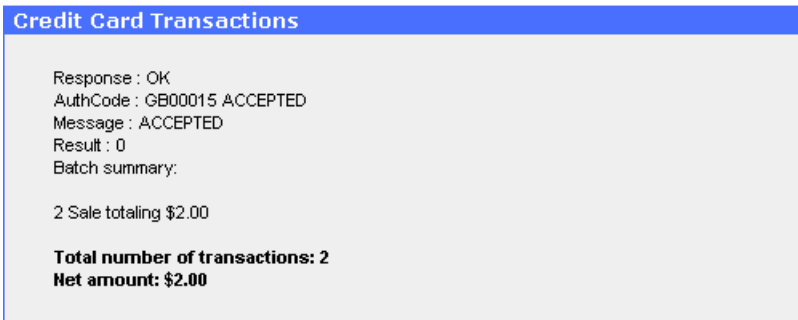 Credit Card Transactions
Response : OK
AuthCode : GB00015 ACCEPTED
Message : ACCEPTED
Result : 0
Batch summary:
2 Sale totaling $2.00
Total number of transactions: 2
Net amount: $2.00